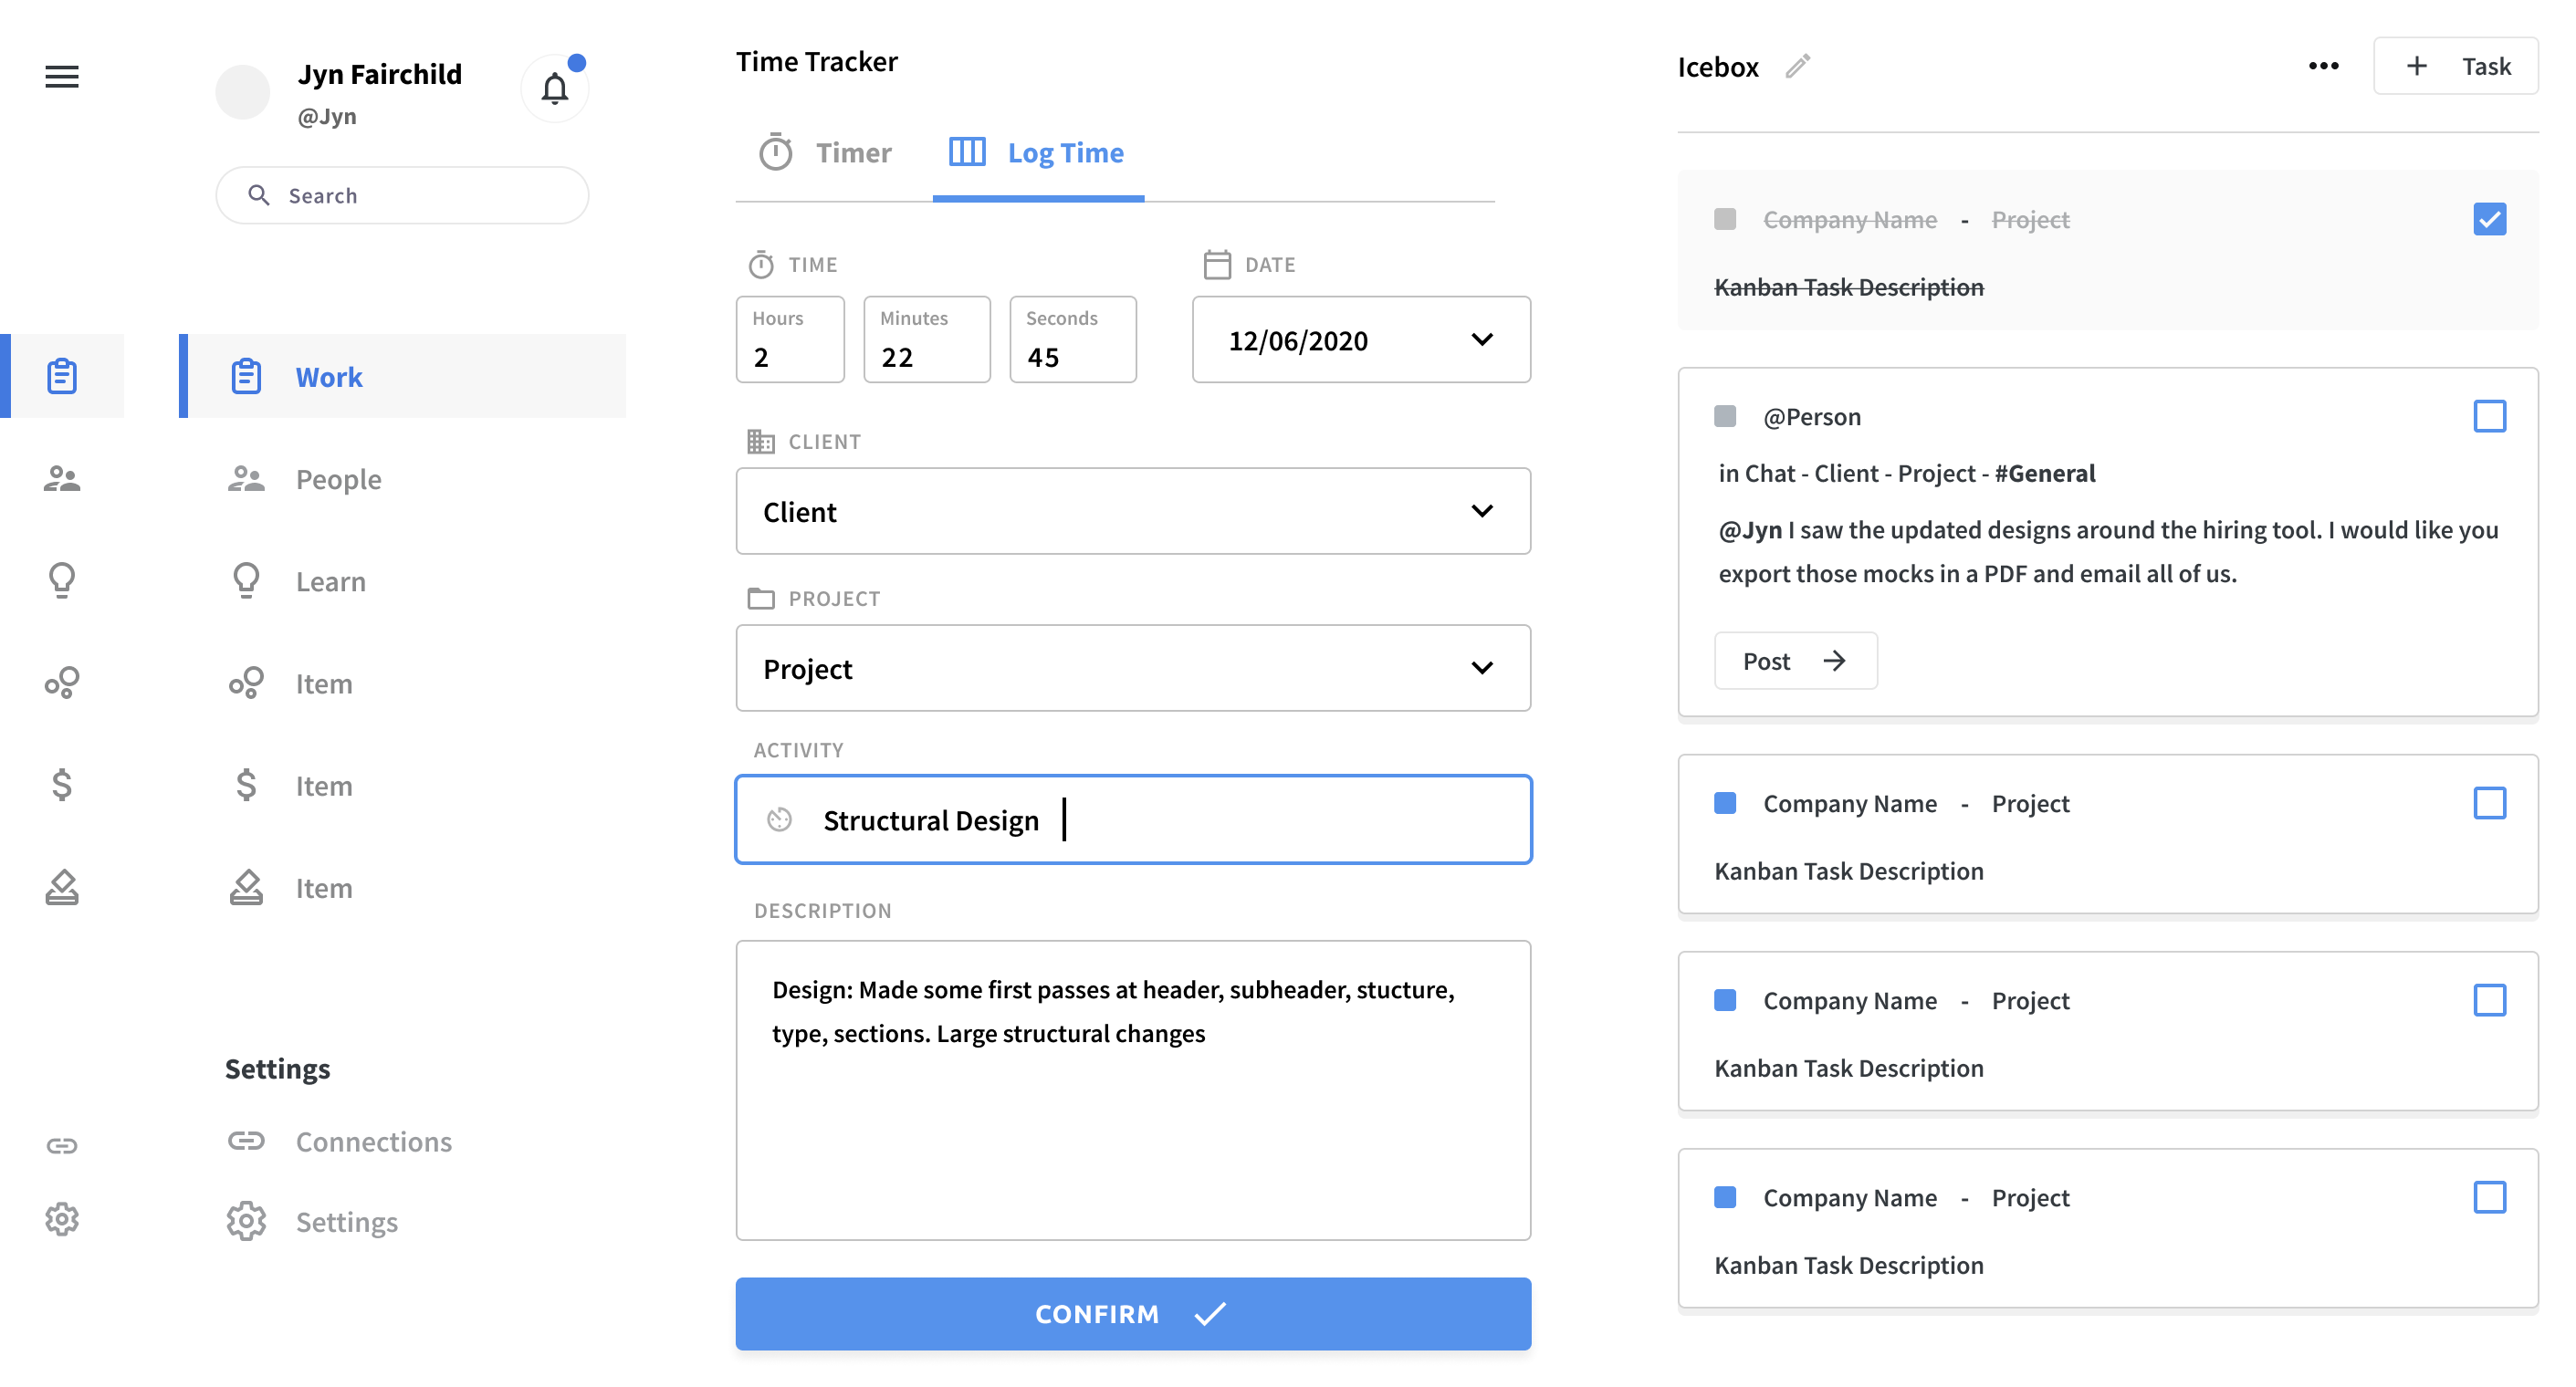 Jyn Fairchild
@Jyn
Search
Work
People
Learn
Item
Item
Item
Settings
Connections
Settings
Time Tracker
Timer
Log Time
TIME
DATE
Hours
2
Minutes
22
Seconds
45
12/06/2020
CLIENT
Client
PROJECT
Project
ACTIVITY
Structural Design
DESCRIPTION
Design: Made some first passes at header, subheader, stucture,
type, sections. Large structural changes
CONFIRM
Icebox
+ Task
Company Name - Project
Kanban Task Description
@Person
in Chat - Client - Project - #General
@Jyn I saw the updated designs around the hiring tool. I would like you
export those mocks in a PDF and email all of us.
Post
Company Name - Project
Kanban Task Description
Company Name - Project
Kanban Task Description
Company Name - Project
Kanban Task Description